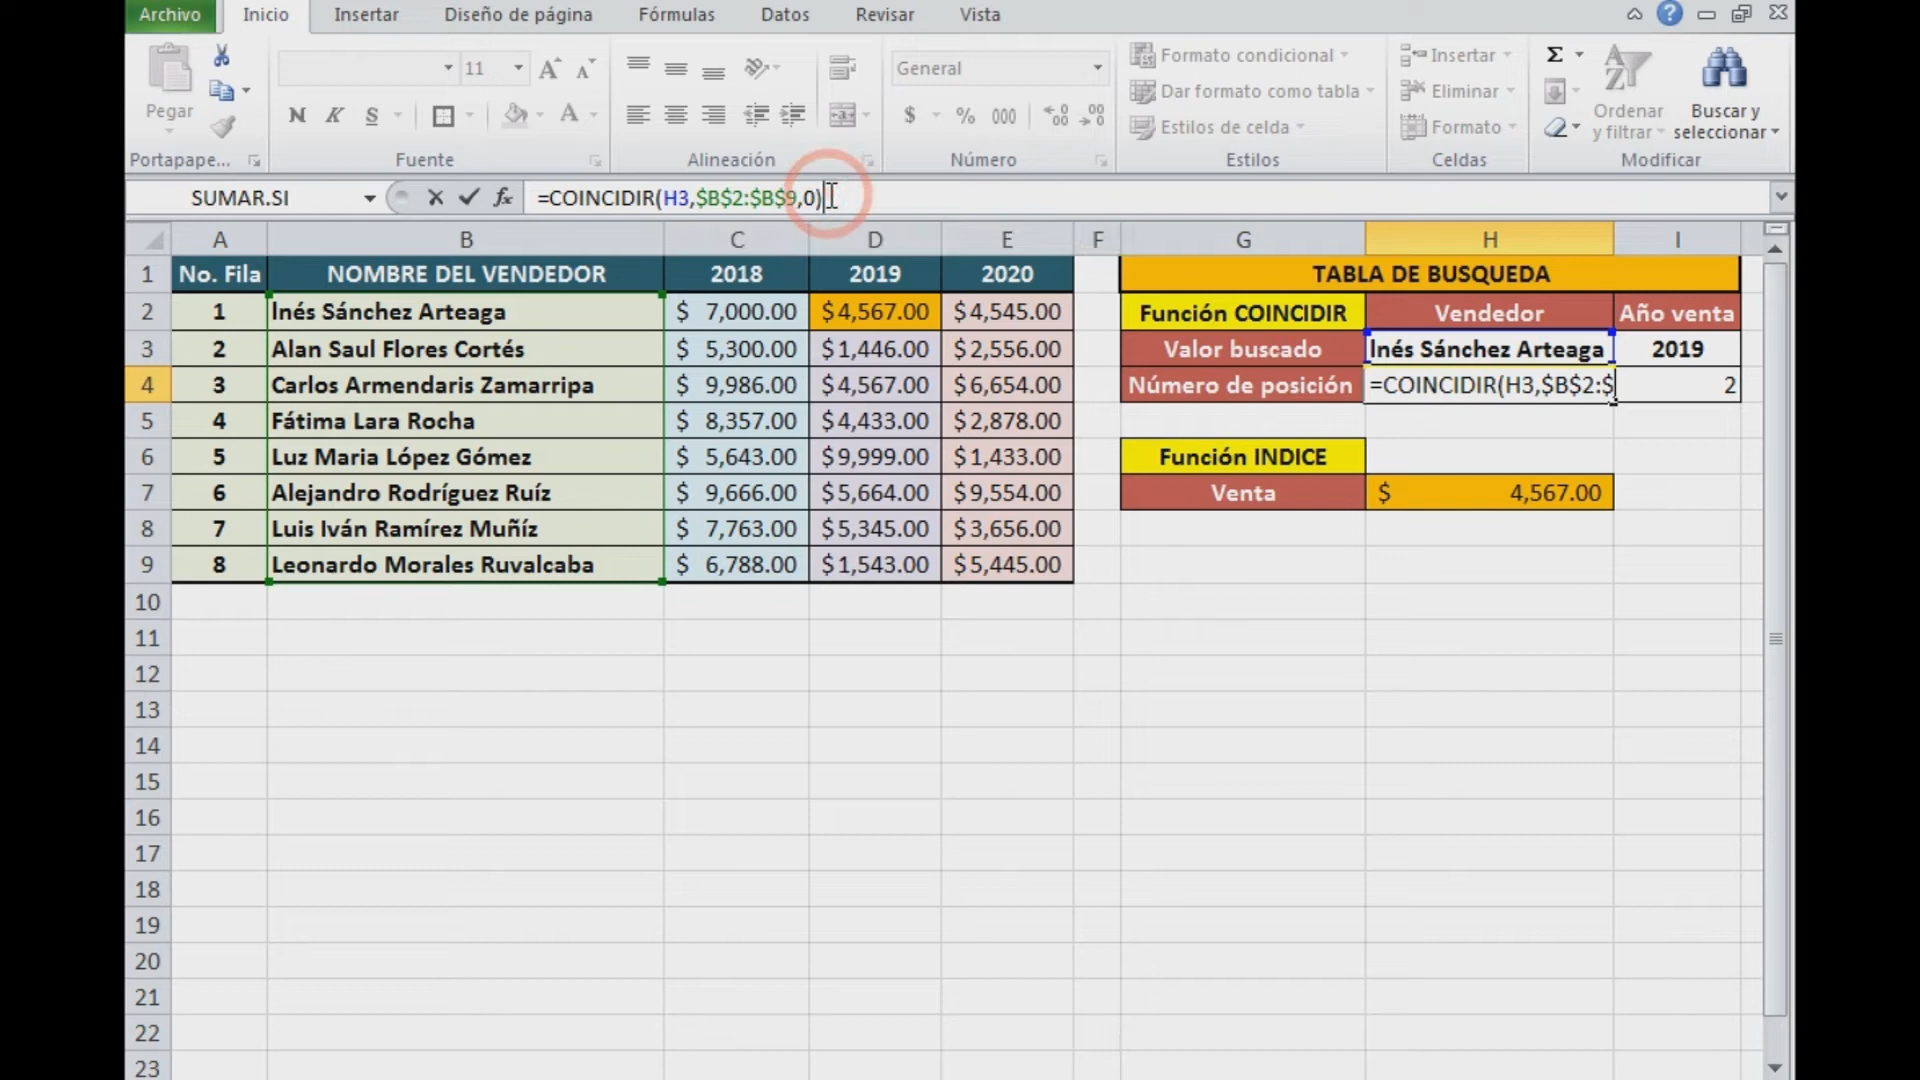 Archivo Inicio Insertar Diseño de página Fórmulas Datos Revisar Vista
11 General Formato condicional Insertar Σ
Pegar Dar formato como tabla Eliminar Ordenar Buscar y
N K S A $ % 000 Estilos de celda Formato y filtrar seleccionar
Portapape... Fuente Alineación Número Estilos Celdas Modificar
SUMAR.SI fx =COINCIDIR(H3,$B$2:$B$9,0)
A B C D E F G H I
1 No. Fila NOMBRE DEL VENDEDOR 2018 2019 2020 TABLA DE BUSQUEDA
2 1 Inés Sánchez Arteaga $ 7,000.00 $4,567.00 $4,545.00 Función COINCIDIR Vendedor Año venta
3 2 Alan Saul Flores Cortés $ 5,300.00 $1,446.00 $2,556.00 Valor buscado Inés Sánchez Arteaga 2019
4 3 Carlos Armendaris Zamarripa $ 9,986.00 $4,567.00 $6,654.00 Número de posición =COINCIDIR(H3,$B$2:$ 2
5 4 Fátima Lara Rocha $ 8,357.00 $4,433.00 $2,878.00
6 5 Luz Maria López Gómez $ 5,643.00 $9,999.00 $1,433.00 Función INDICE
7 6 Alejandro Rodríguez Ruíz $ 9,666.00 $5,664.00 $9,554.00 Venta $ 4,567.00
8 7 Luis Iván Ramírez Muñíz $ 7,763.00 $5,345.00 $3,656.00
9 8 Leonardo Morales Ruvalcaba $ 6,788.00 $1,543.00 $5,445.00
10
11
12
13
14
15
16
17
18
19
20
21
22
23